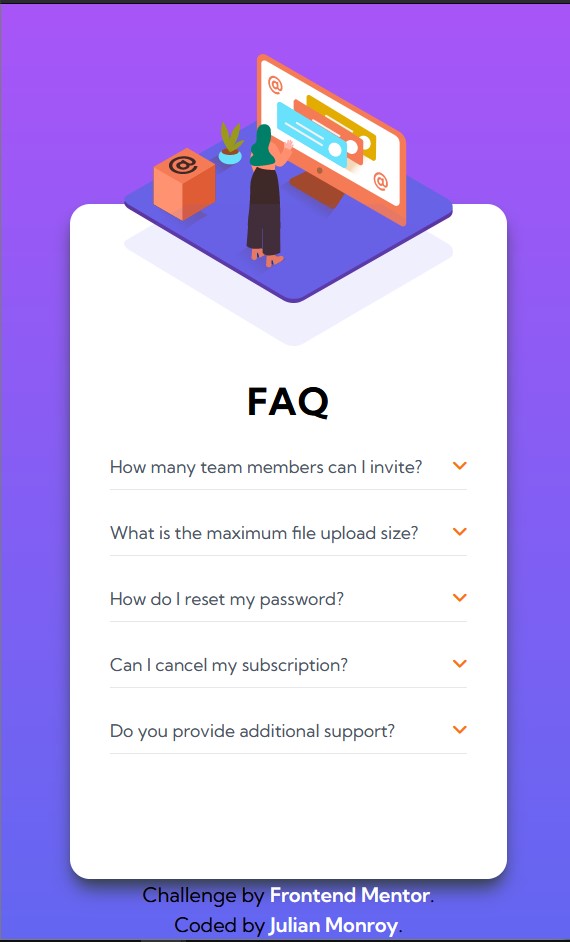 @
@
@
FAQ
How many team members can I invite?
What is the maximum file upload size?
How do I reset my password?
Can I cancel my subscription?
Do you provide additional support?
Challenge by Frontend Mentor.
Coded by Julian Monroy.